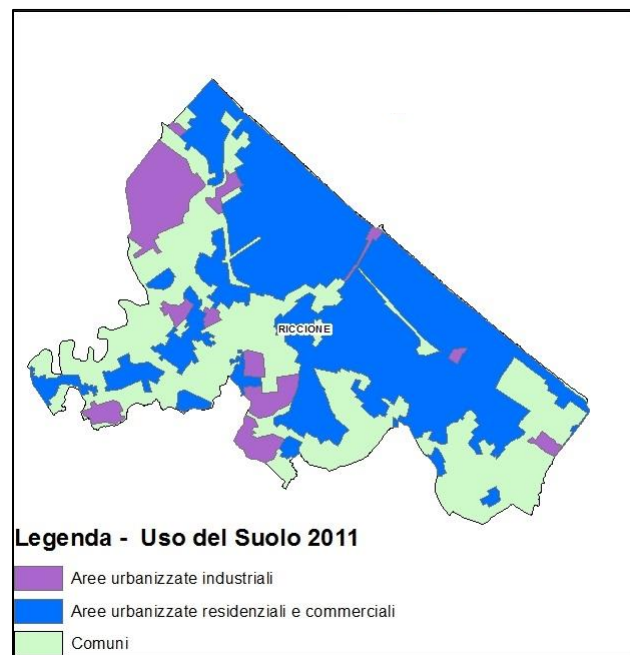 RICCIONE
Legenda - Uso del Suolo 2011
Aree urbanizzate industriali
Aree urbanizzate residenziali e commerciali
Comuni